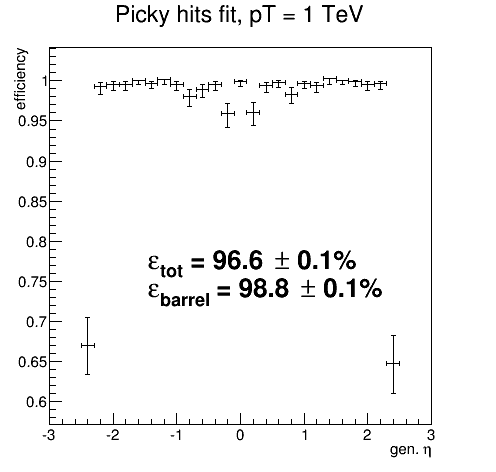 Picky hits fit, pT = 1 TeV
efficiency
1
0.95
0.9
0.85
0.8
0.75
0.7
0.65
0.6
ε_tot = 96.6 ± 0.1%
ε_barrel = 98.8 ± 0.1%
-3 -2 -1 0 1 2 3
gen. η